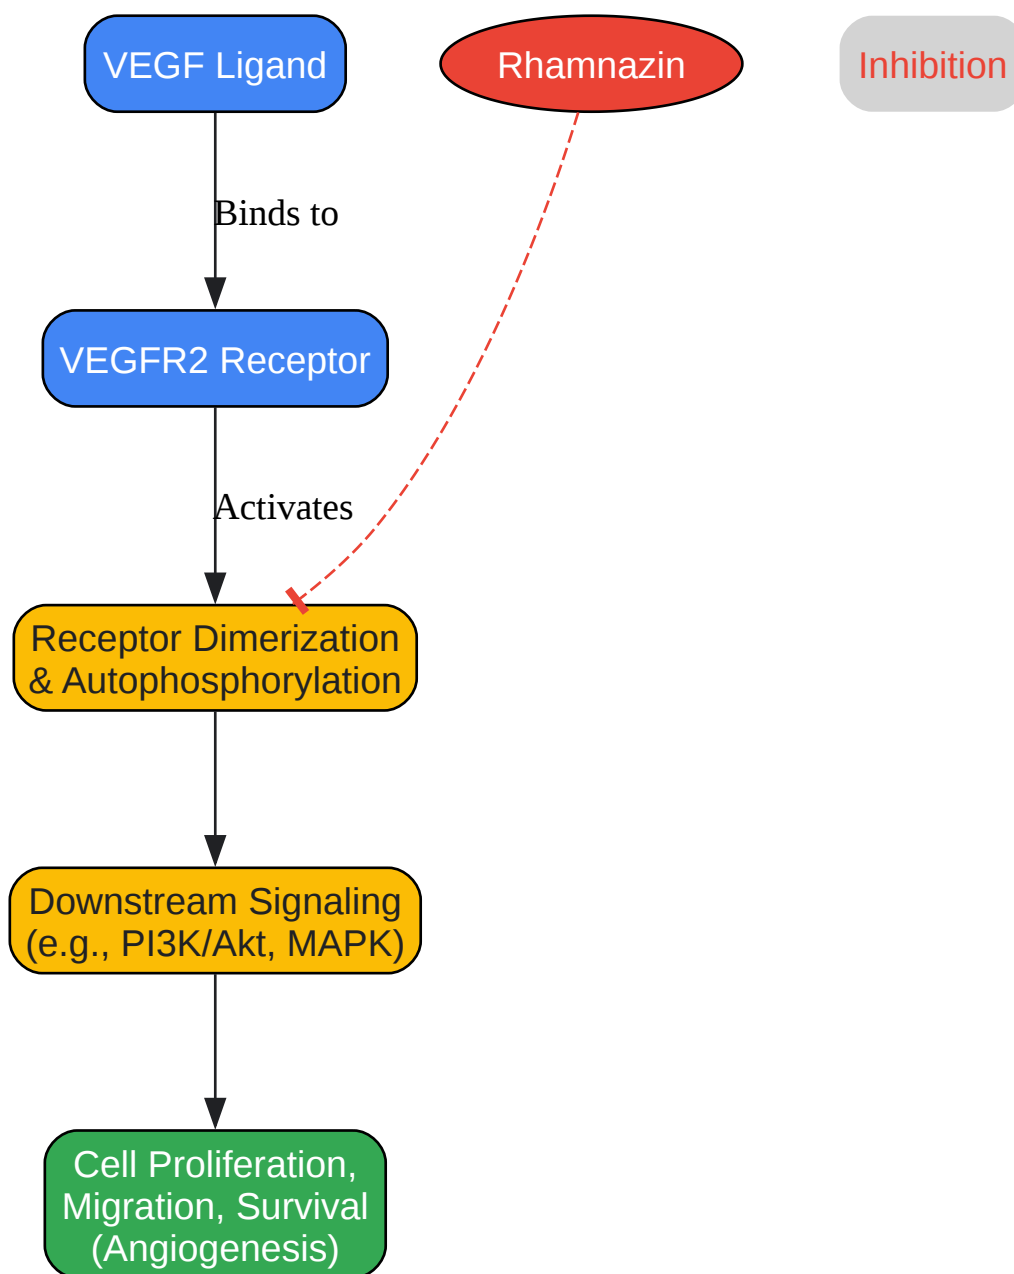 VEGF Ligand
Rhamnazin
Inhibition
Binds to
VEGFR2 Receptor
Activates
Receptor Dimerization
& Autophosphorylation
Downstream Signaling
(e.g., PI3K/Akt, MAPK)
Cell Proliferation,
Migration, Survival
(Angiogenesis)